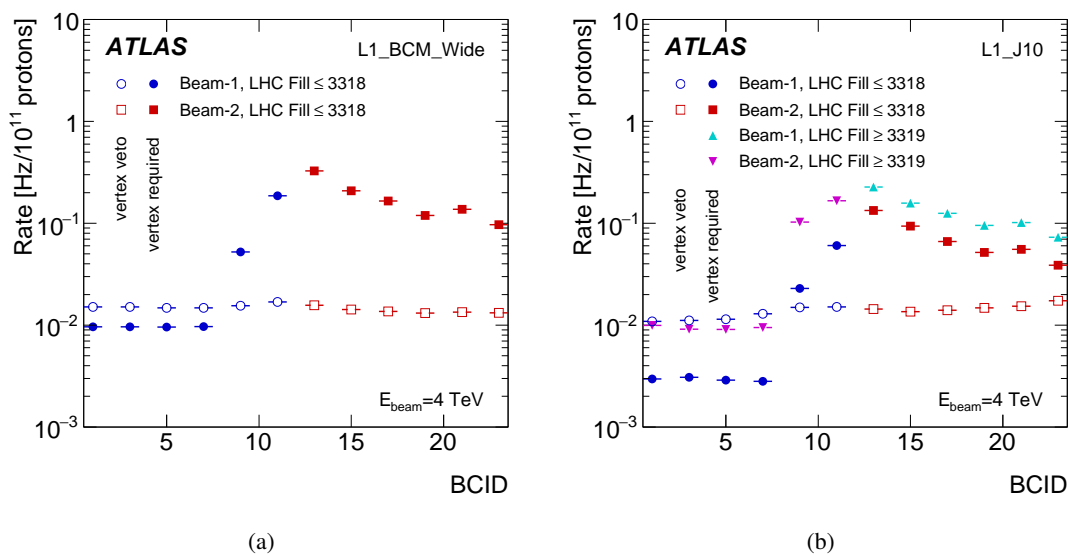 ATLAS L1_BCM_Wide
Beam-1, LHC Fill ≤ 3318
Beam-2, LHC Fill ≤ 3318
vertex veto
vertex required
E_beam=4 TeV
10
1
10⁻¹
10⁻²
10⁻³
Rate [Hz/10¹¹ protons]
5 10 15 20
BCID
(a)
ATLAS L1_J10
Beam-1, LHC Fill ≤ 3318
Beam-2, LHC Fill ≤ 3318
Beam-1, LHC Fill ≥ 3319
Beam-2, LHC Fill ≥ 3319
vertex veto
vertex required
E_beam=4 TeV
10
1
10⁻¹
10⁻²
10⁻³
Rate [Hz/10¹¹ protons]
5 10 15 20
BCID
(b)